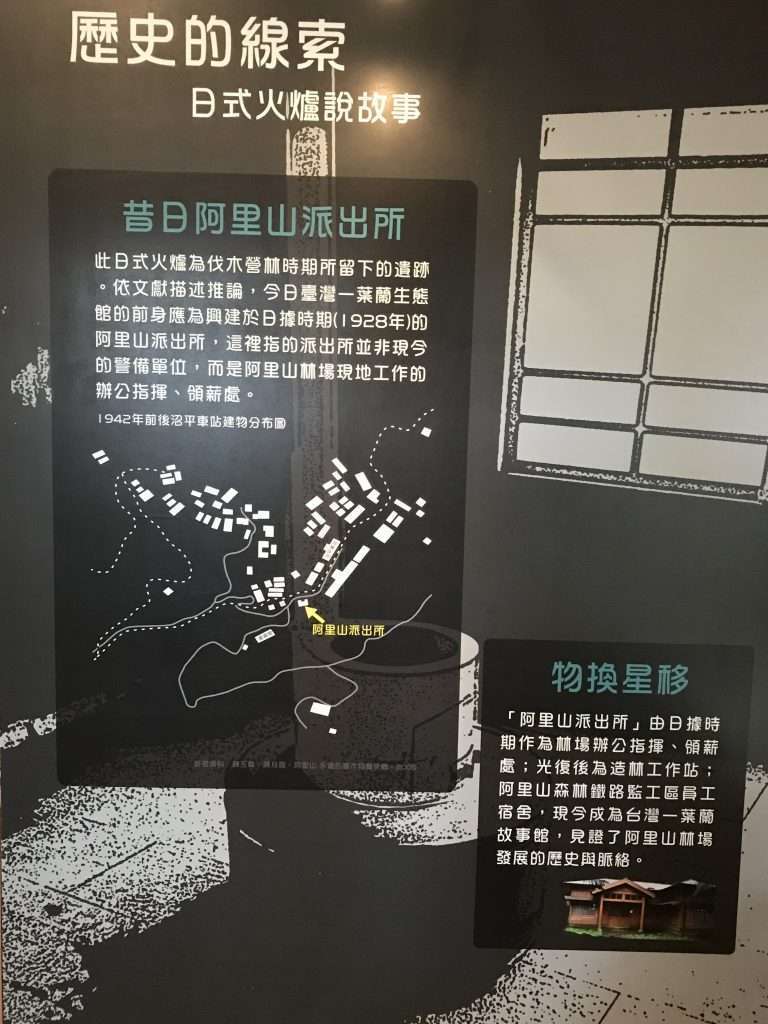 歷史的線索
日式火爐說故事
昔日阿里山派出所
此日式火爐為伐木營林時期所留下的遺跡
。依文獻描述推論，今日臺灣一葉蘭生態
館的前身應為興建於日據時期(1928年)的
阿里山派出所，這裡指的派出所並非現今
的警備單位，而是阿里山林場現地工作的
辦公指揮、領薪處。
1942年前後沼平車站建物分布圖
阿里山派出所
物換星移
「阿里山派出所」由日據時
期作為林場辦公指揮、領薪
處；光復後為造林工作站；
阿里山森林鐵路監工區員工
宿舍，現今成為台灣一葉蘭
故事館，見證了阿里山林場
發展的歷史與脈絡。